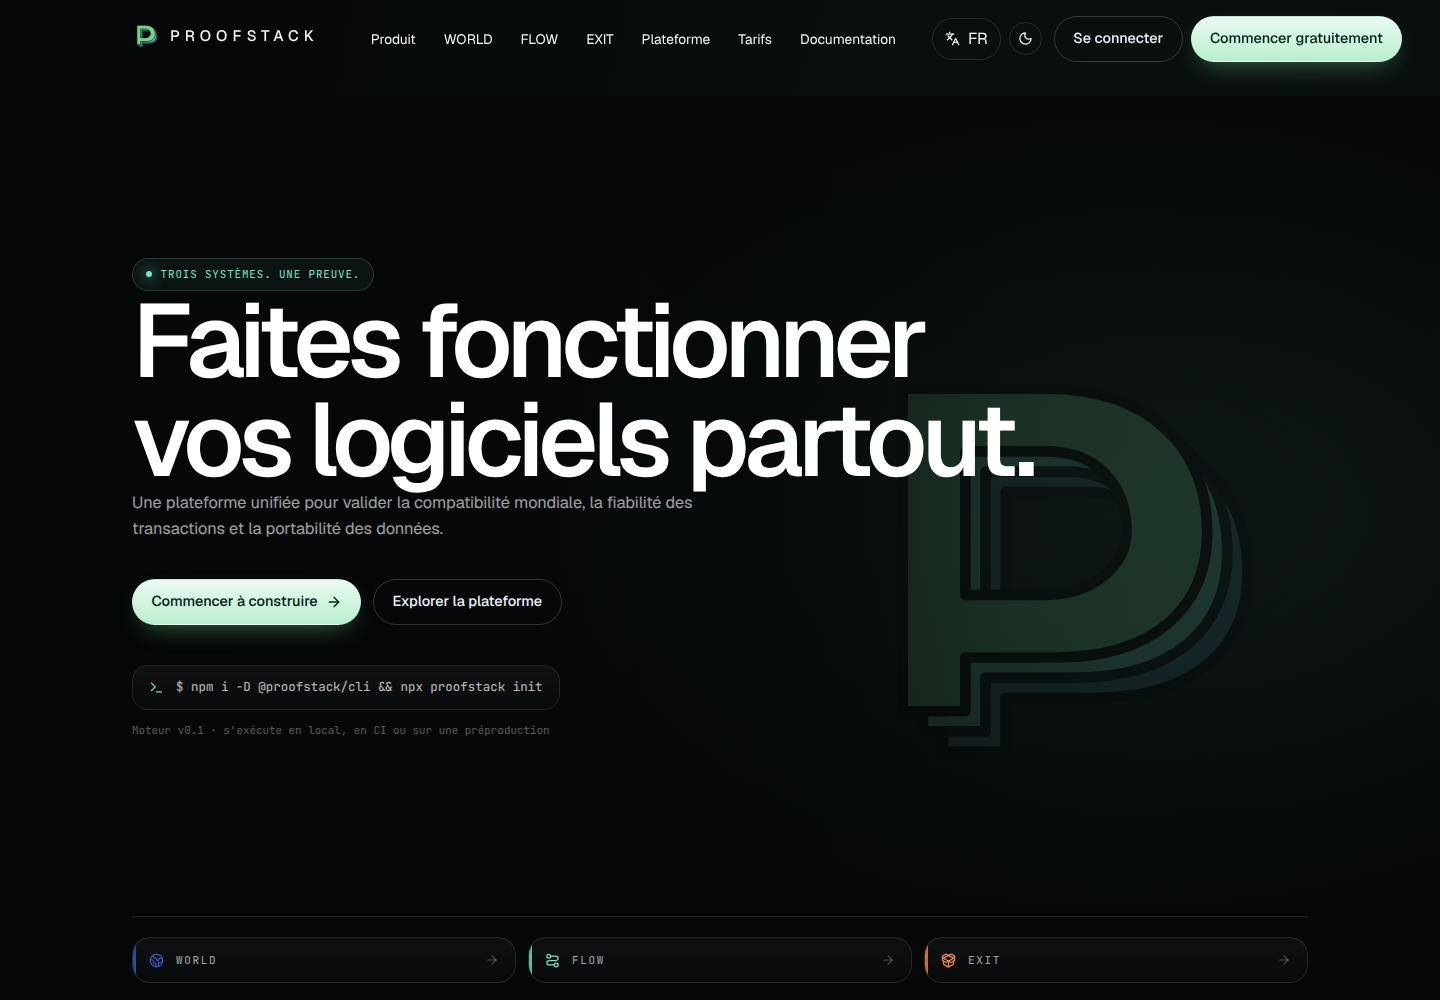 PROOFSTACK
Produit WORLD FLOW EXIT Plateforme Tarifs Documentation
FR
Se connecter
Commencer gratuitement
TROIS SYSTÈMES. UNE PREUVE.
Faites fonctionner
vos logiciels partout.
Une plateforme unifiée pour valider la compatibilité mondiale, la fiabilité des
transactions et la portabilité des données.
Commencer à construire
Explorer la plateforme
$ npm i -D @proofstack/cli && npx proofstack init
Moteur v0.1 · s'exécute en local, en CI ou sur une préproduction
WORLD
FLOW
EXIT